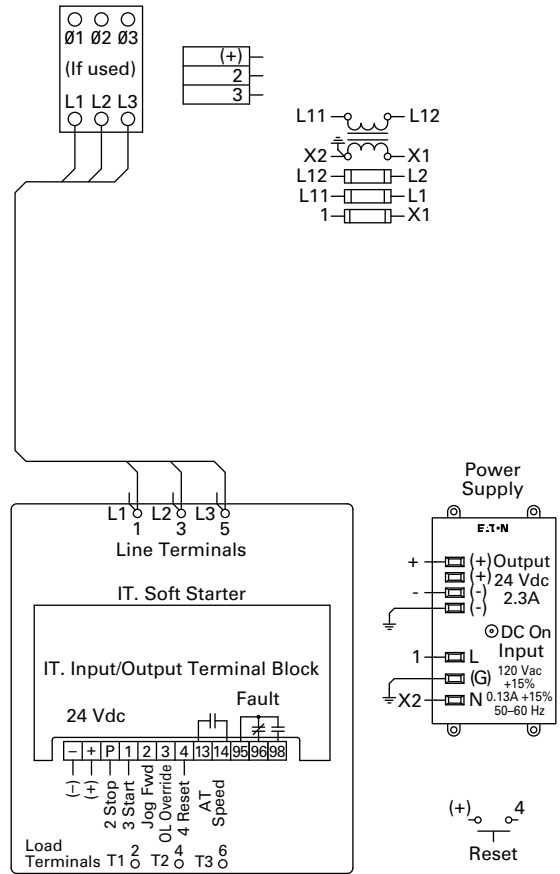 Ø1 Ø2 Ø3
(If used)
L1 L2 L3
(+)
2
3
L11 L12
X2 X1
L12 L2
L11 L1
1 X1
L1 L2 L3
1 3 5
Line Terminals
IT. Soft Starter
IT. Input/Output Terminal Block
Fault
24 Vdc
- + P 1 2 3 4 13 14 95 96 98
(-)
(+)
2 Stop
3 Start
Jog Fwd
OL Override
4 Reset
AT
Speed
Load
Terminals
T1 2 T2 4 T3 6
Power
Supply
EATON
+ (+) Output
(+) 24 Vdc
- (-) 2.3A
(-)
DC On
Input
1 L
120 Vac
(G) +15%
X2 N 0.13A +15%
50–60 Hz
(+) 4
Reset